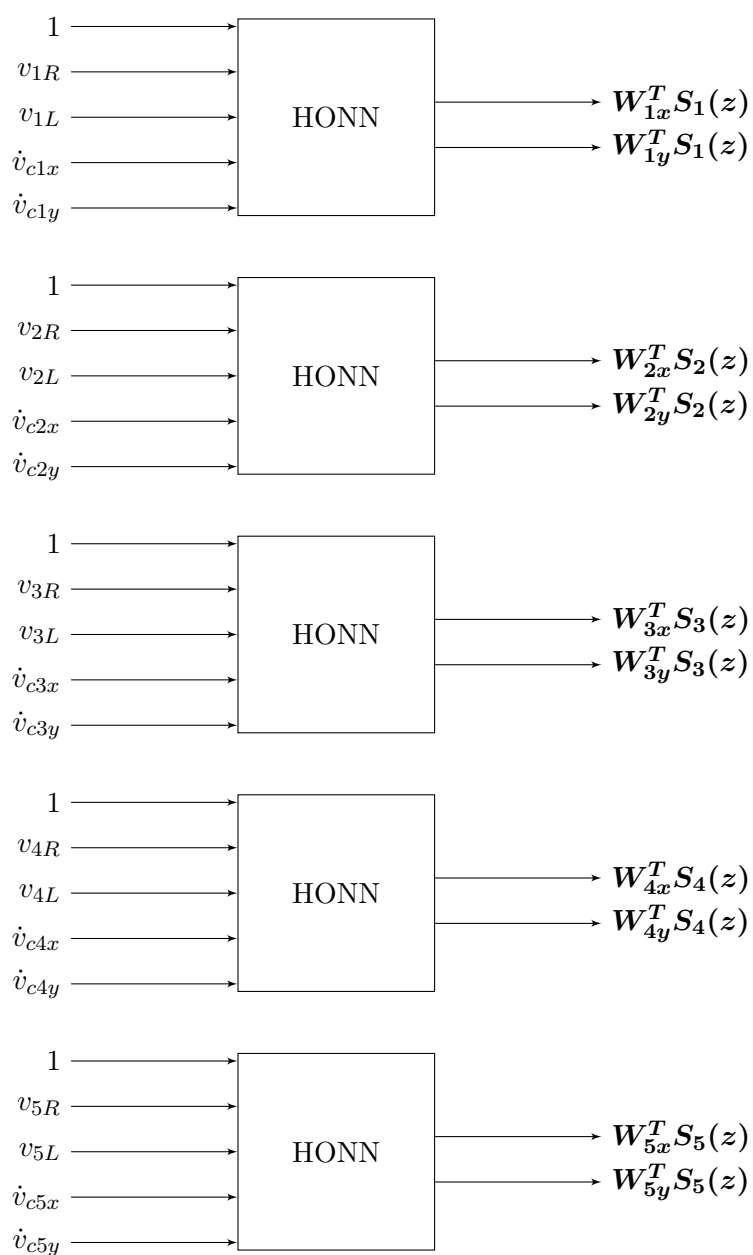 1
v_{1R}
v_{1L}
\dot{v}_{c1x}
\dot{v}_{c1y}
HONN
W_{1x}^T S_1(z)
W_{1y}^T S_1(z)
1
v_{2R}
v_{2L}
\dot{v}_{c2x}
\dot{v}_{c2y}
HONN
W_{2x}^T S_2(z)
W_{2y}^T S_2(z)
1
v_{3R}
v_{3L}
\dot{v}_{c3x}
\dot{v}_{c3y}
HONN
W_{3x}^T S_3(z)
W_{3y}^T S_3(z)
1
v_{4R}
v_{4L}
\dot{v}_{c4x}
\dot{v}_{c4y}
HONN
W_{4x}^T S_4(z)
W_{4y}^T S_4(z)
1
v_{5R}
v_{5L}
\dot{v}_{c5x}
\dot{v}_{c5y}
HONN
W_{5x}^T S_5(z)
W_{5y}^T S_5(z)